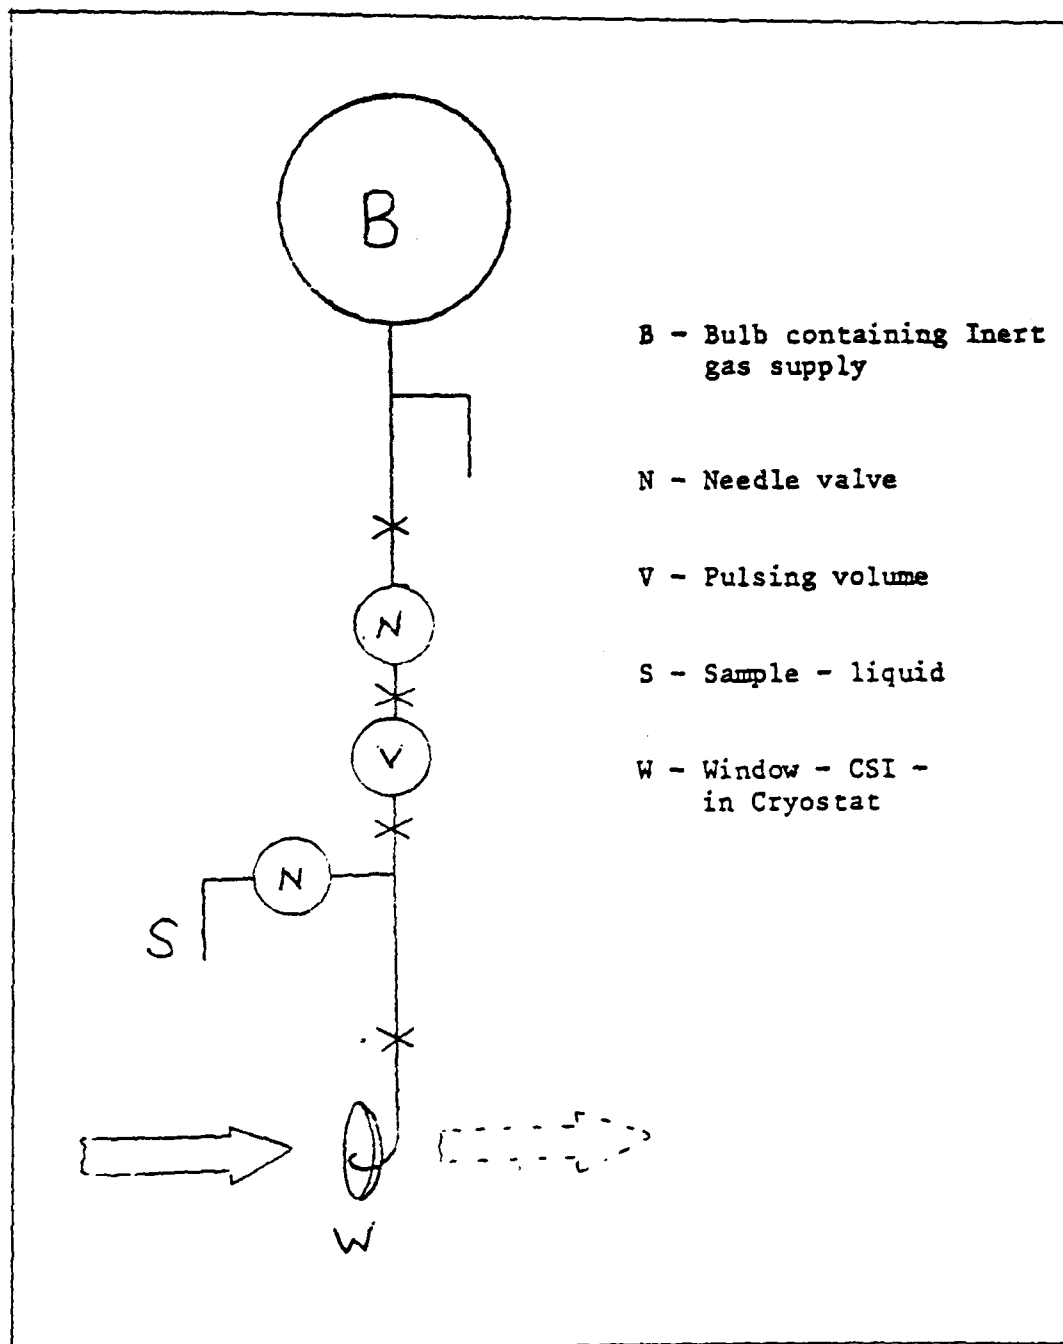 B
B - Bulb containing Inert
gas supply
N - Needle valve
N
V - Pulsing volume
S - Sample - liquid
V
W - Window - CSI -
in Cryostat
N
S
W